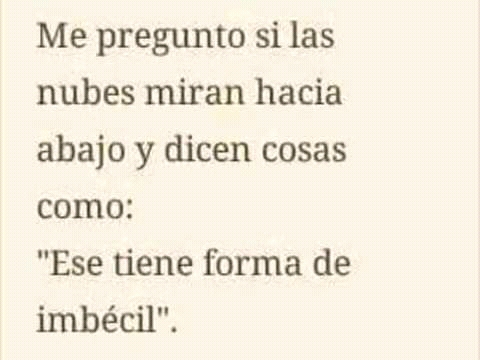 Me pregunto si las
nubes miran hacia
abajo y dicen cosas
como:
"Ese tiene forma de
imbécil".